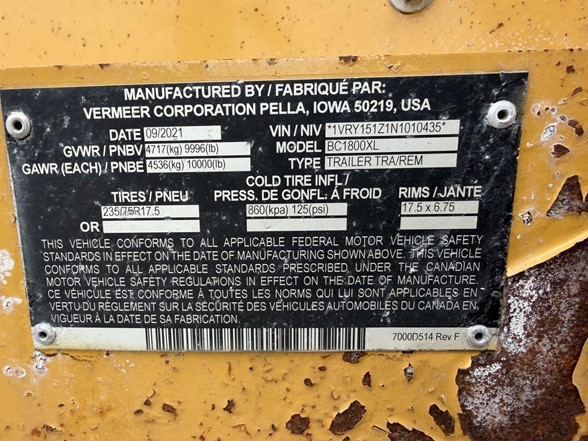 MANUFACTURED BY / FABRIQUÉ PAR:
VERMEER CORPORATION PELLA, IOWA 50219, USA
DATE 09/2021 VIN / NIV *1VRY151Z1N1010435*
GVWR / PNBV 4717(kg) 9996(lb) MODEL BC1800XL
GAWR (EACH) / PNBE 4536(kg) 10000(lb) TYPE TRAILER TRA/REM
COLD TIRE INFL /
TIRES / PNEU PRESS. DE GONFL. À FROID RIMS / JANTE
235/75R17.5 860(kpa) 125(psi) 17.5 x 6.75
THIS VEHICLE CONFORMS TO ALL APPLICABLE FEDERAL MOTOR VEHICLE SAFETY
STANDARDS IN EFFECT ON THE DATE OF MANUFACTURING SHOWN ABOVE. THIS
VEHICLE CONFORMS TO ALL APPLICABLE STANDARDS PRESCRIBED UNDER THE CANADIAN
MOTOR VEHICLE SAFETY REGULATIONS IN EFFECT ON THE DATE OF MANUFACTURE.
CE VÉHICULE EST CONFORME À TOUTES LES NORMS QUI LUI SONT APPLICABLES EN
VERTU DU RÈGLEMENT SUR LA SÉCURITÉ DES VÉHICULES AUTOMOBILES DU CANADA EN
VIGUEUR À LA DATE DE SA FABRICATION.
7000D514 Rev F